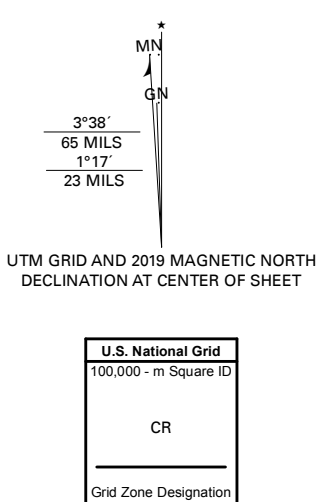 ★
MN
GN
3°38´
65 MILS
1°17´
23 MILS
UTM GRID AND 2019 MAGNETIC NORTH
DECLINATION AT CENTER OF SHEET
U.S. National Grid
100,000 - m Square ID
CR
Grid Zone Designation